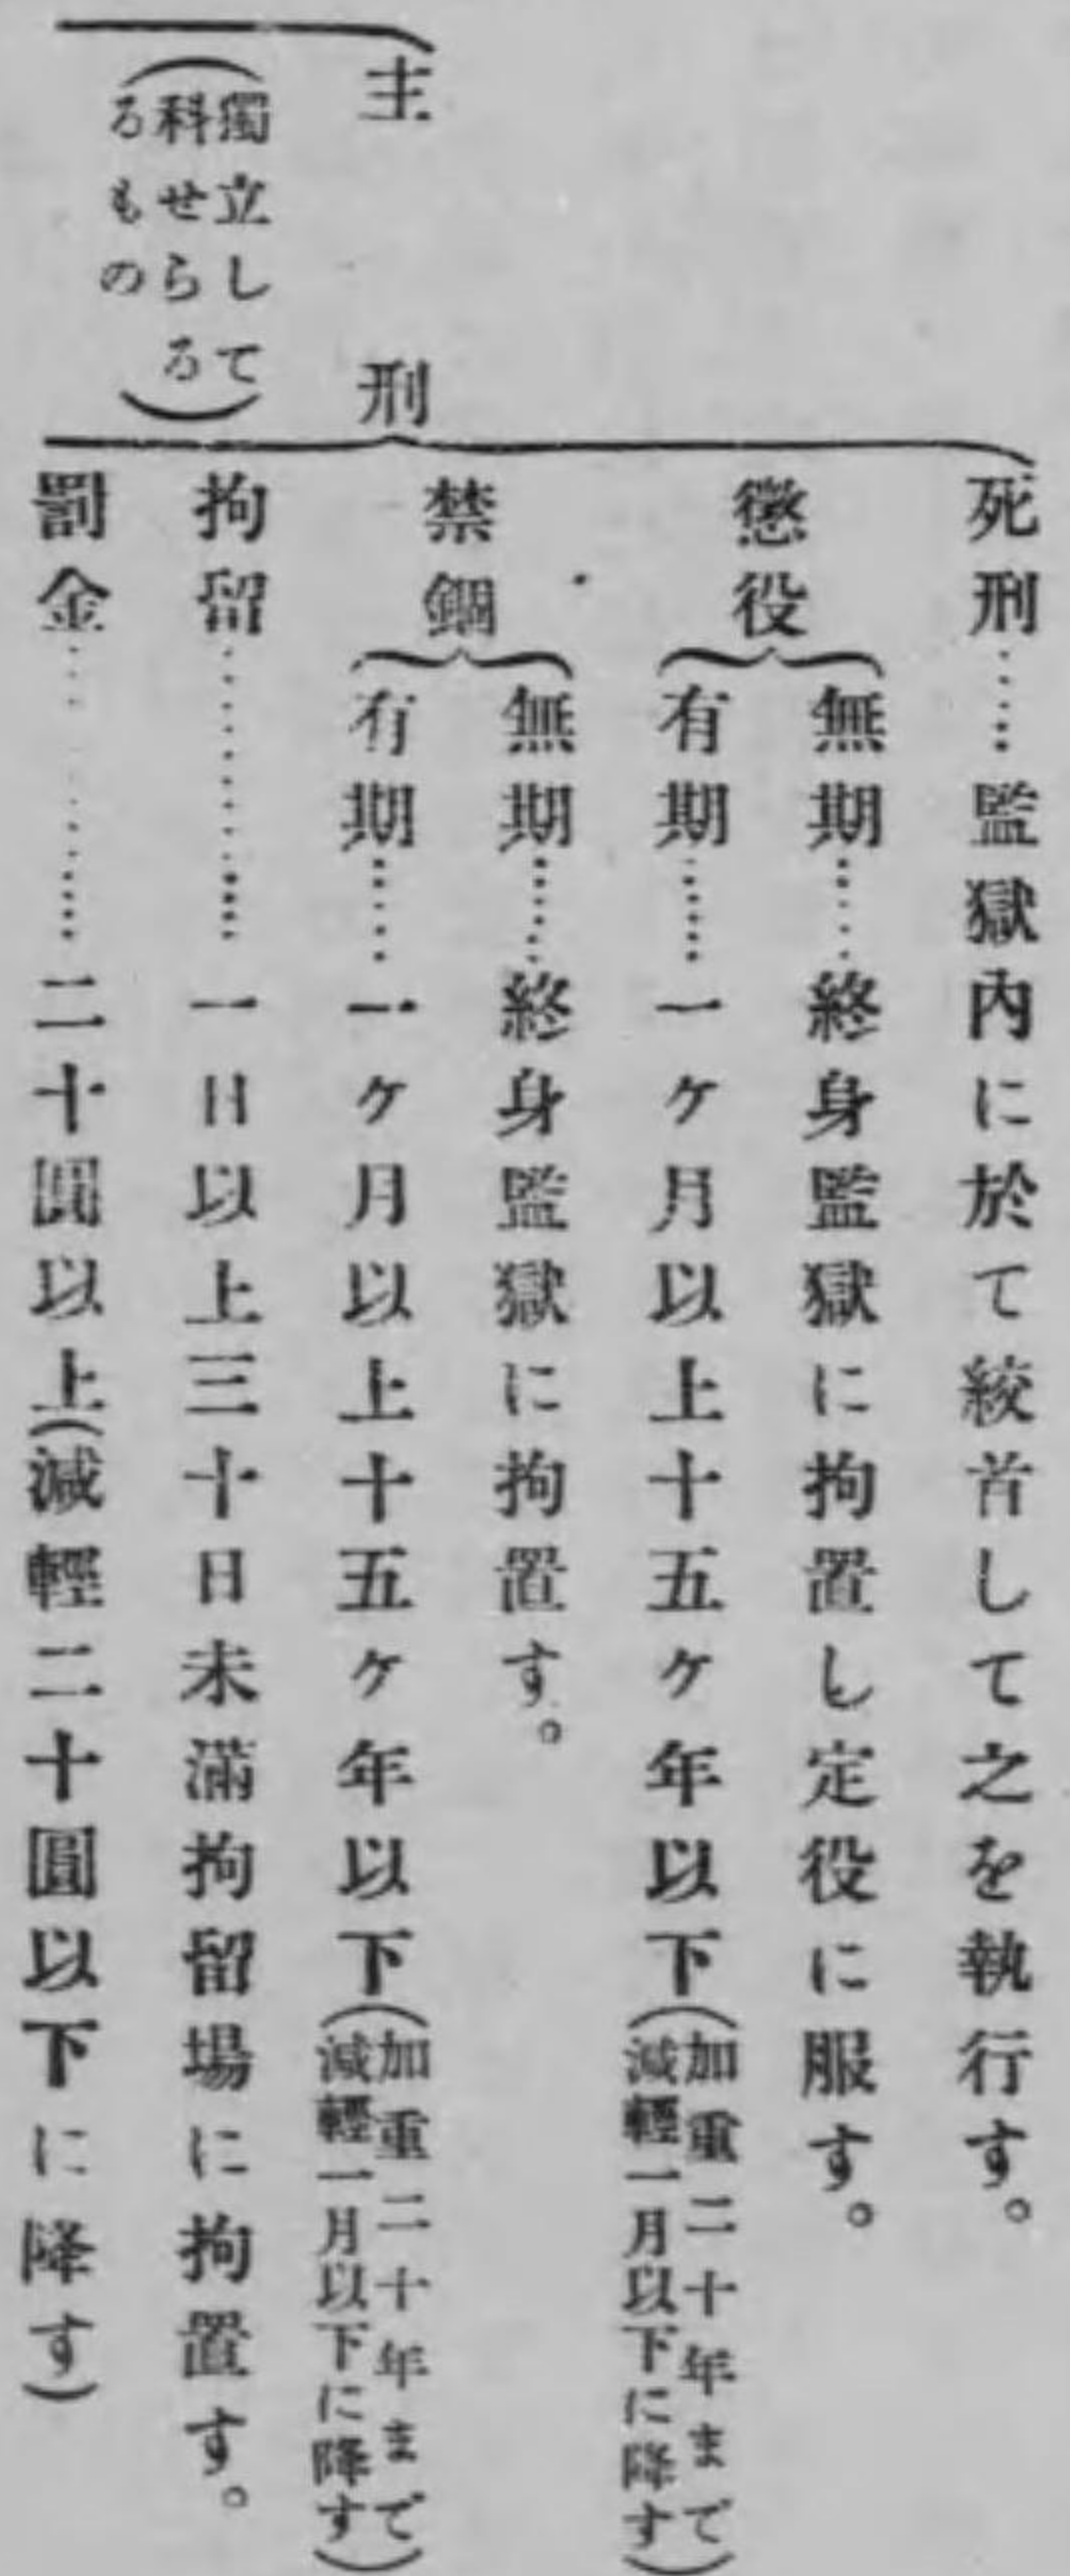 主刑
(獨立して
科せらる
るもの)
死刑……監獄內に於て絞首して之を執行す。
懲役
無期……終身監獄に拘置し定役に服す。
有期……一ヶ月以上十五ヶ年以下(加重二十年まで
減輕一月以下に降す)
禁錮
無期……終身監獄に拘置す。
有期……一ヶ月以上十五ヶ年以下(加重二十年まで
減輕一月以下に降す)
拘留…………一日以上三十日未滿拘留場に拘置す。
罰金…………二十圓以上(減輕二十圓以下に降す)